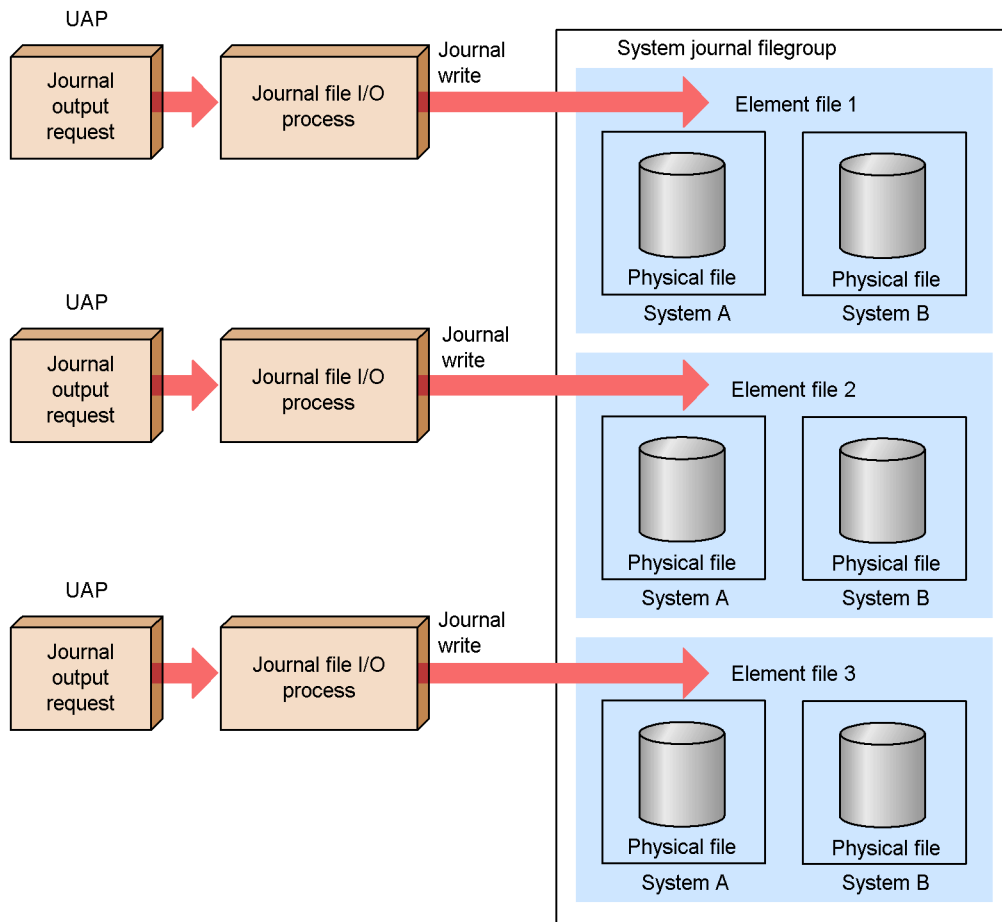 UAP
Journal
output
request
Journal file I/O
process
Journal
write
System journal filegroup
Element file 1
Physical file
System A
Physical file
System B
UAP
Journal
output
request
Journal file I/O
process
Journal
write
Element file 2
Physical file
System A
Physical file
System B
UAP
Journal
output
request
Journal file I/O
process
Journal
write
Element file 3
Physical file
System A
Physical file
System B